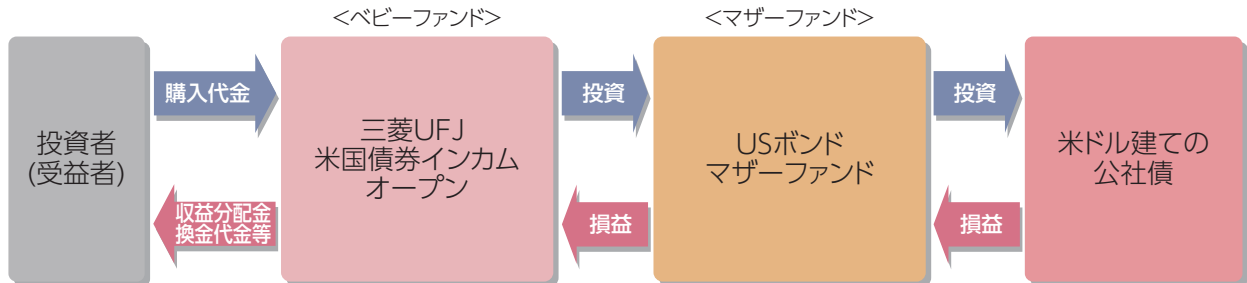 <ベビーファンド>
<マザーファンド>
投資者
(受益者)
購入代金
収益分配金
換金代金等
三菱UFJ
米国債券インカム
オープン
投資
損益
USボンド
マザーファンド
投資
損益
米ドル建ての
公社債